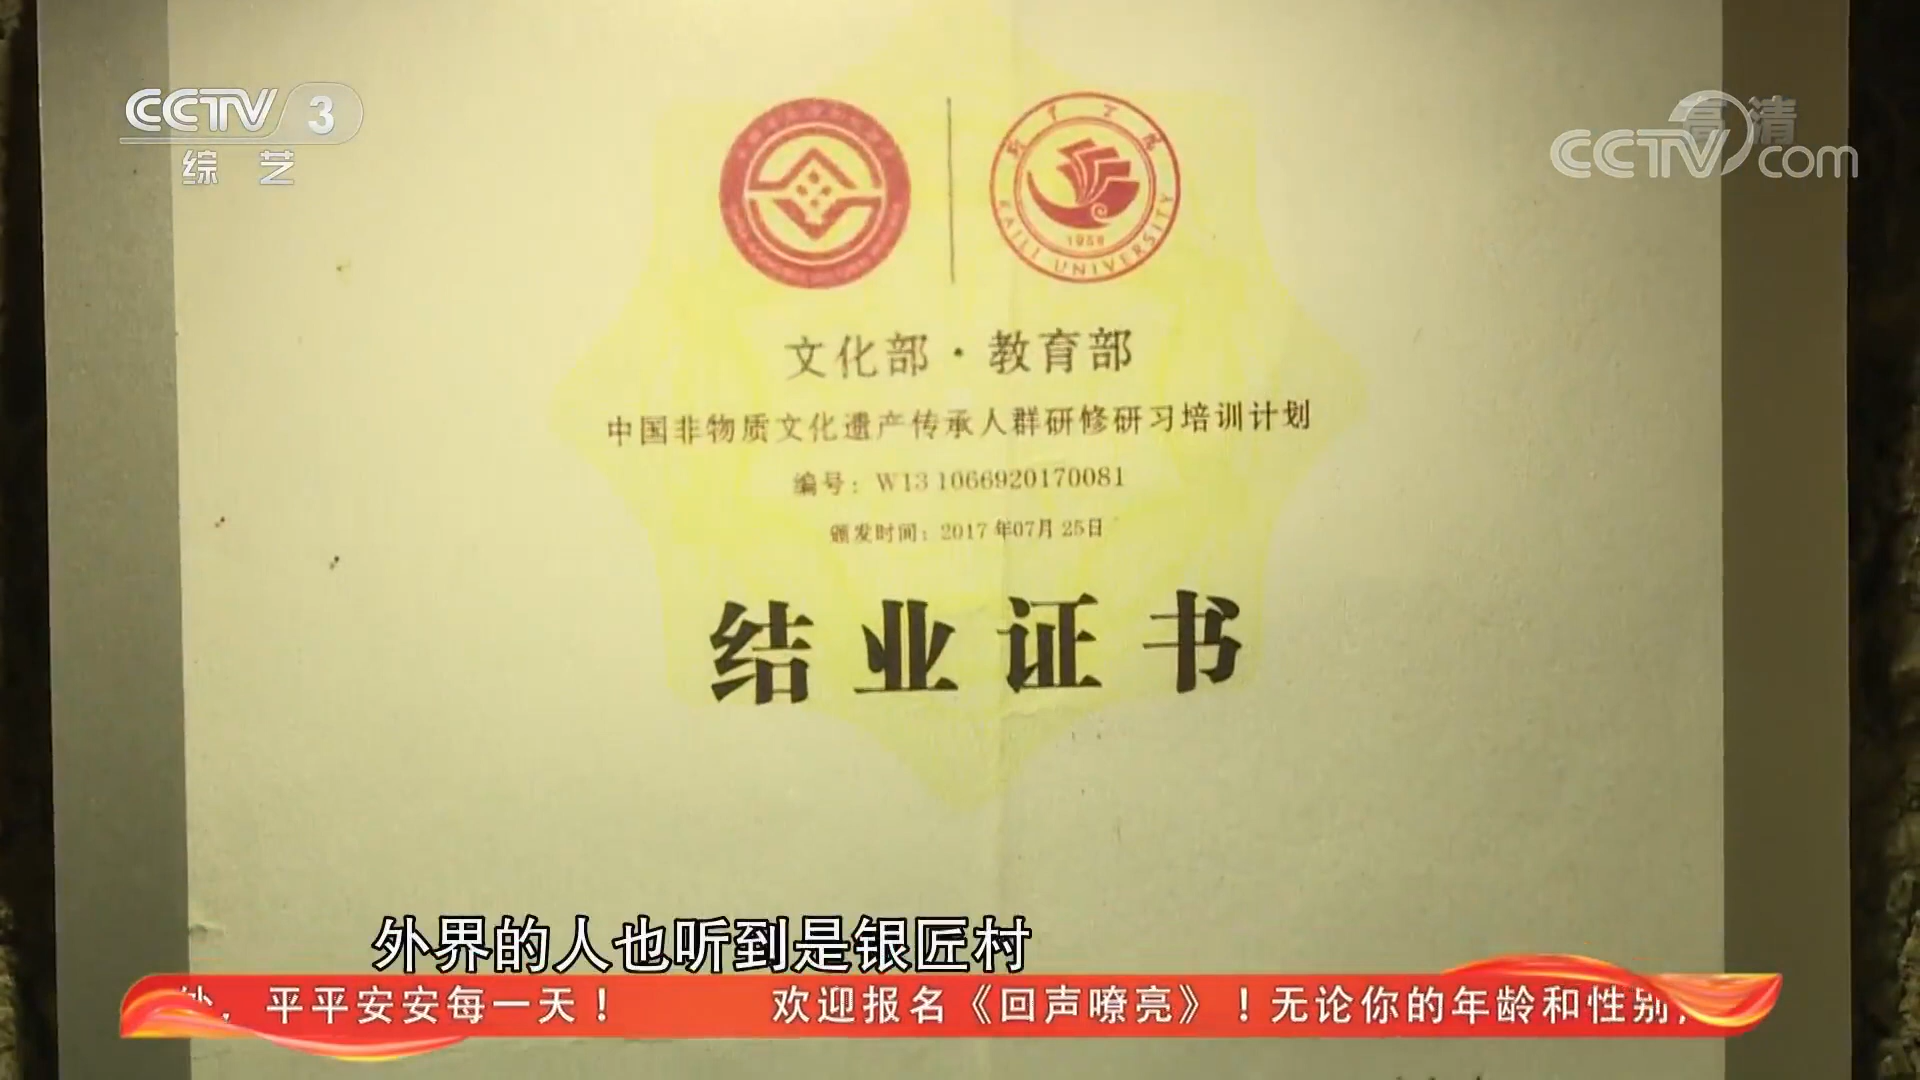 CCTV 3
综艺
高清
CCTV com
凯里学院
1958
KAILI UNIVERSITY
文化部·教育部
中国非物质文化遗产传承人群研修研习培训计划
编号：W13 1066920170081
颁发时间：2017年07月25日
结业证书
外界的人也听到是银匠村
，平平安安每一天！ 欢迎报名《回声嘹亮》！无论你的年龄和性别，